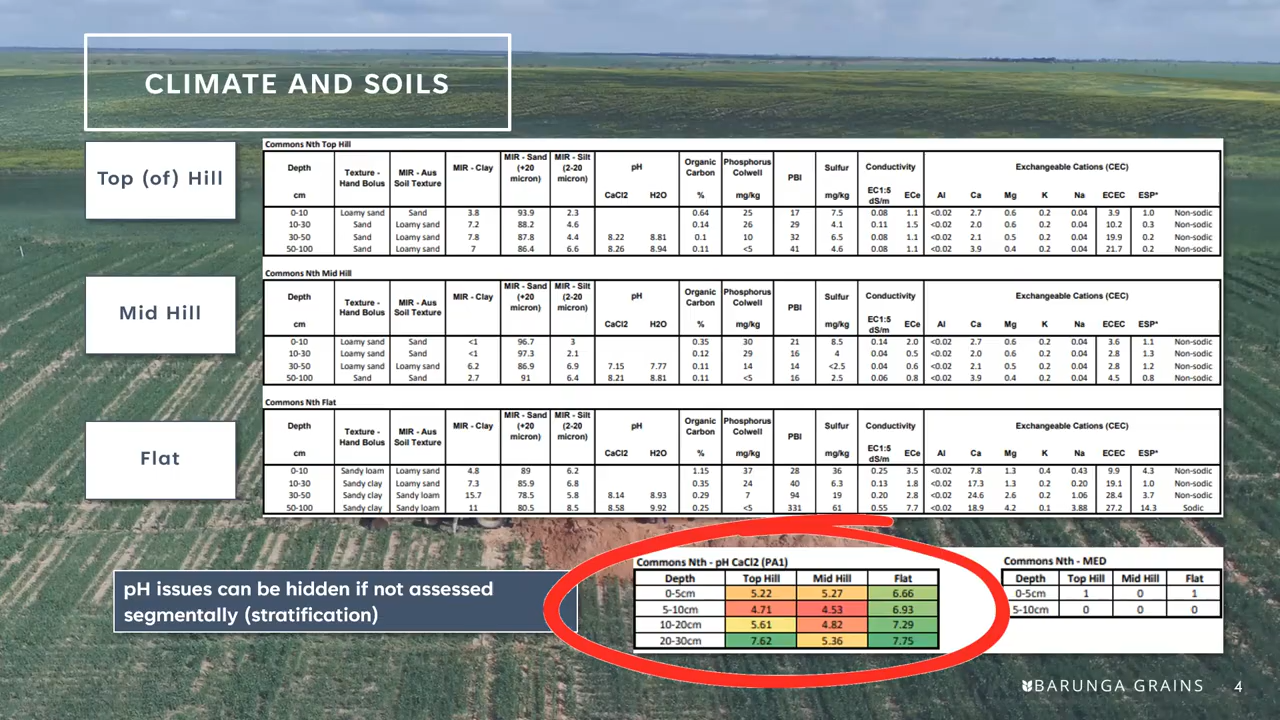 CLIMATE AND SOILS
Top (of) Hill
Commons Nth Top Hill
Depth cm Texture - Hand Bolus MIR - Aus Soil Texture MIR - Clay MIR - Sand (+20 micron) MIR - Silt (2-20 micron) pH CaCl2 H2O Organic Carbon % Phosphorus Colwell mg/kg PBI Sulfur mg/kg Conductivity EC1:5 dS/m ECe Exchangeable Cations (CEC) Al Ca Mg K Na ECEC ESP*
0-10 Loamy sand Sand 3.8 93.9 2.3 0.64 25 17 7.5 0.08 1.1 <0.02 2.7 0.6 0.2 0.04 3.9 1.0 Non-sodic
10-30 Sand Loamy sand 7.2 88.2 4.6 0.14 26 29 4.1 0.11 1.5 <0.02 2.0 0.6 0.2 0.04 10.2 0.3 Non-sodic
30-50 Sand Loamy sand 7.8 87.8 4.4 8.22 8.81 0.1 10 32 6.5 0.08 1.1 <0.02 2.1 0.5 0.2 0.04 19.9 0.2 Non-sodic
50-100 Sand Loamy sand 7 86.4 6.6 8.26 8.94 0.11 <5 41 4.6 0.08 1.1 <0.02 3.9 0.4 0.2 0.04 21.7 0.2 Non-sodic
Mid Hill
Commons Nth Mid Hill
Depth cm Texture - Hand Bolus MIR - Aus Soil Texture MIR - Clay MIR - Sand (+20 micron) MIR - Silt (2-20 micron) pH CaCl2 H2O Organic Carbon % Phosphorus Colwell mg/kg PBI Sulfur mg/kg Conductivity EC1:5 dS/m ECe Exchangeable Cations (CEC) Al Ca Mg K Na ECEC ESP*
0-10 Loamy sand Sand <1 96.7 3 0.35 30 21 8.5 0.14 2.0 <0.02 2.7 0.6 0.2 0.04 3.6 1.1 Non-sodic
10-30 Loamy sand Sand <1 97.3 2.1 0.12 29 16 4 0.04 0.5 <0.02 2.0 0.6 0.2 0.04 2.8 1.3 Non-sodic
30-50 Loamy sand Loamy sand 6.2 86.9 6.9 7.15 7.77 0.11 14 14 <2.5 0.04 0.6 <0.02 2.1 0.5 0.2 0.04 2.8 1.2 Non-sodic
50-100 Sand Sand 2.7 91 6.4 8.21 8.81 0.11 <5 16 2.5 0.06 0.8 <0.02 3.9 0.4 0.2 0.04 4.5 0.8 Non-sodic
Flat
Commons Nth Flat
Depth cm Texture - Hand Bolus MIR - Aus Soil Texture MIR - Clay MIR - Sand (+20 micron) MIR - Silt (2-20 micron) pH CaCl2 H2O Organic Carbon % Phosphorus Colwell mg/kg PBI Sulfur mg/kg Conductivity EC1:5 dS/m ECe Exchangeable Cations (CEC) Al Ca Mg K Na ECEC ESP*
0-10 Sandy loam Loamy sand 4.8 89 6.2 1.15 37 28 36 0.25 3.5 <0.02 7.8 1.3 0.4 0.43 9.9 4.3 Non-sodic
10-30 Sandy clay Loamy sand 7.3 85.9 6.8 0.35 24 40 6.3 0.13 1.8 <0.02 17.3 1.3 0.2 0.20 19.1 1.0 Non-sodic
30-50 Sandy clay Sandy loam 15.7 78.5 5.8 8.14 8.93 0.29 7 94 19 0.20 2.8 <0.02 24.6 2.6 0.2 1.06 28.4 3.7 Non-sodic
50-100 Sandy clay Sandy loam 11 80.5 8.5 8.58 9.92 0.25 <5 331 61 0.55 7.7 <0.02 18.9 4.2 0.1 3.88 27.2 14.3 Sodic
pH issues can be hidden if not assessed
segmentally (stratification)
Commons Nth - pH CaCl2 (PA1)
Depth Top Hill Mid Hill Flat
0-5cm 5.22 5.27 6.66
5-10cm 4.71 4.53 6.93
10-20cm 5.61 4.82 7.29
20-30cm 7.62 5.36 7.75
Commons Nth - MED
Depth Top Hill Mid Hill Flat
0-5cm 1 0 1
5-10cm 0 0 0
BARUNGA GRAINS 4